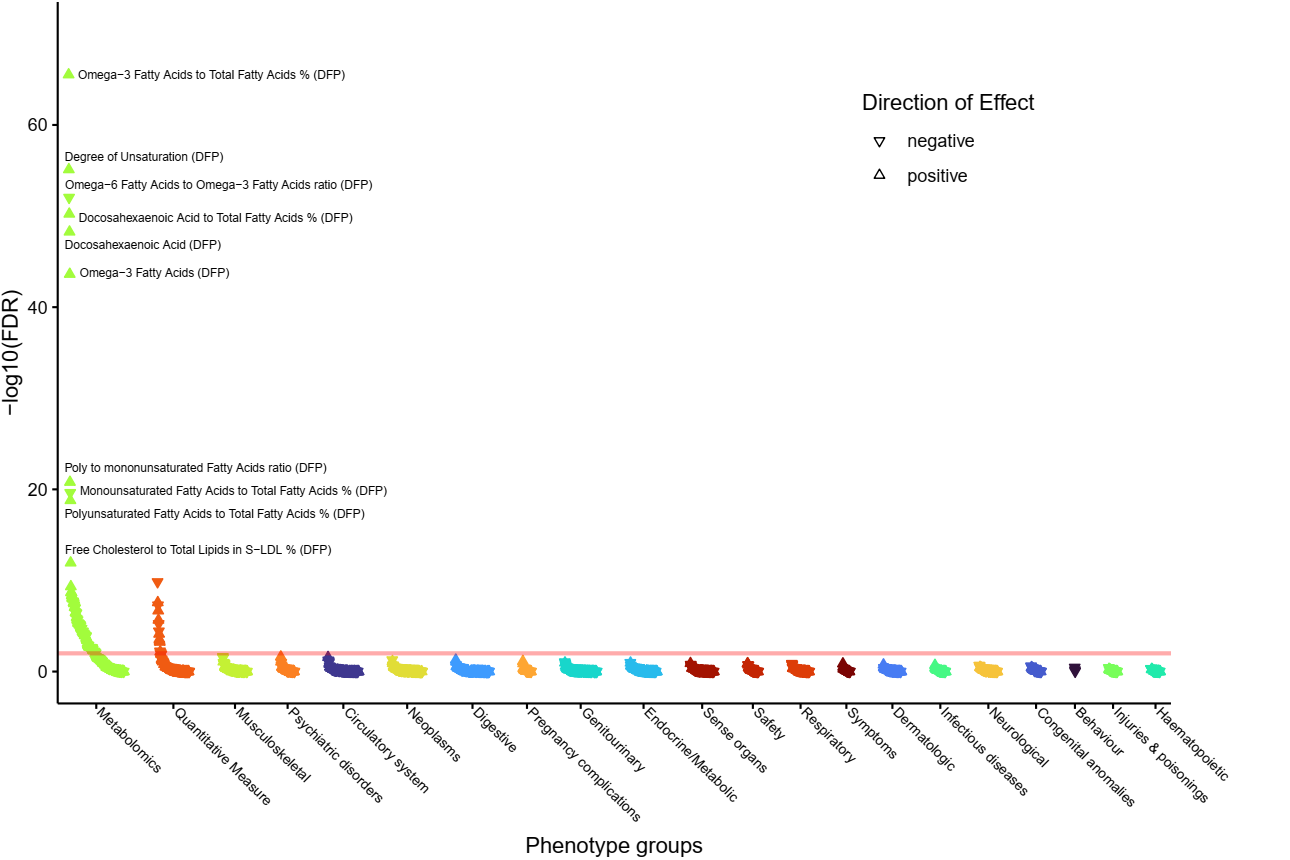 Omega−3 Fatty Acids to Total Fatty Acids % (DFP)
Direction of Effect
negative
positive
60
Degree of Unsaturation (DFP)
Omega−6 Fatty Acids to Omega−3 Fatty Acids ratio (DFP)
Docosahexaenoic Acid to Total Fatty Acids % (DFP)
Docosahexaenoic Acid (DFP)
Omega−3 Fatty Acids (DFP)
40
−log10(FDR)
Poly to mononunsaturated Fatty Acids ratio (DFP)
20
Monounsaturated Fatty Acids to Total Fatty Acids % (DFP)
Polyunsaturated Fatty Acids to Total Fatty Acids % (DFP)
Free Cholesterol to Total Lipids in S−LDL % (DFP)
0
Metabolomics
Quantitative Measure
Musculoskeletal
Psychiatric disorders
Circulatory system
Neoplasms
Digestive
Pregnancy complications
Genitourinary
Endocrine/Metabolic
Sense organs
Safety
Respiratory
Symptoms
Dermatologic
Infectious diseases
Neurological
Congenital anomalies
Behaviour
Injuries & poisonings
Haematopoietic
Phenotype groups